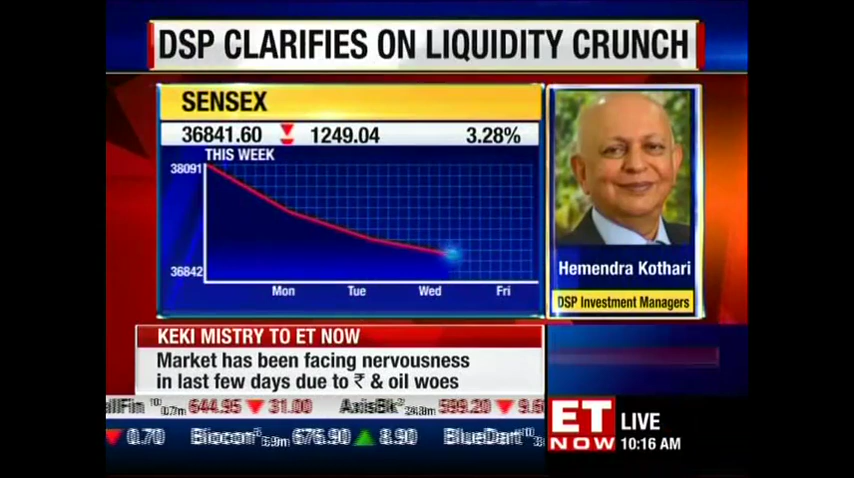 DSP CLARIFIES ON LIQUIDITY CRUNCH
SENSEX
36841.60 1249.04 3.28%
THIS WEEK
38091
36842
Mon Tue Wed Fri
Hemendra Kothari
DSP Investment Managers
KEKI MISTRY TO ET NOW
Market has been facing nervousness
in last few days due to ₹ & oil woes
644.95 ▼ 31.00 AxisBk 599.20 ▼
▼ 0.70 Biocon 676.90 ▲ 8.90 BlueDart
ET
NOW
LIVE
10:16 AM